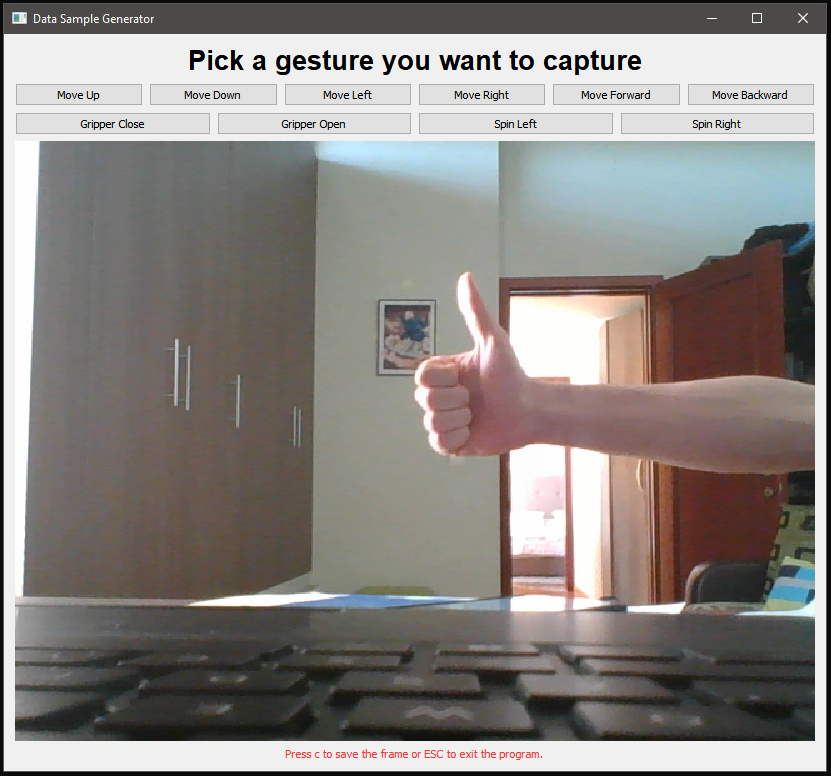 Data Sample Generator
Pick a gesture you want to capture
Move Up Move Down Move Left Move Right Move Forward Move Backward
Gripper Close Gripper Open Spin Left Spin Right
Press c to save the frame or ESC to exit the program.